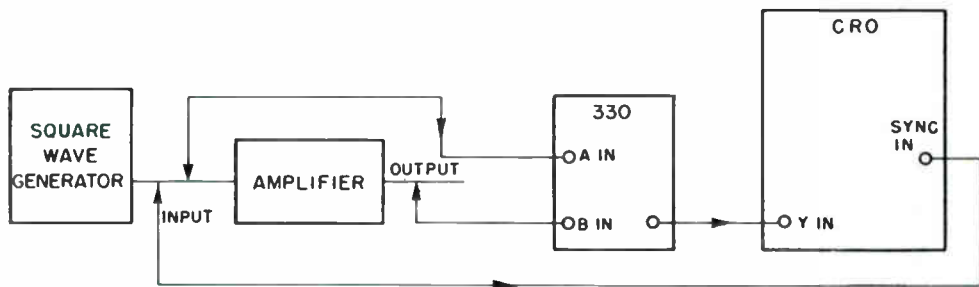 CRO
330
SQUARE
WAVE
GENERATOR
SYNC
IN
A IN
OUTPUT
AMPLIFIER
INPUT
B IN
Y IN